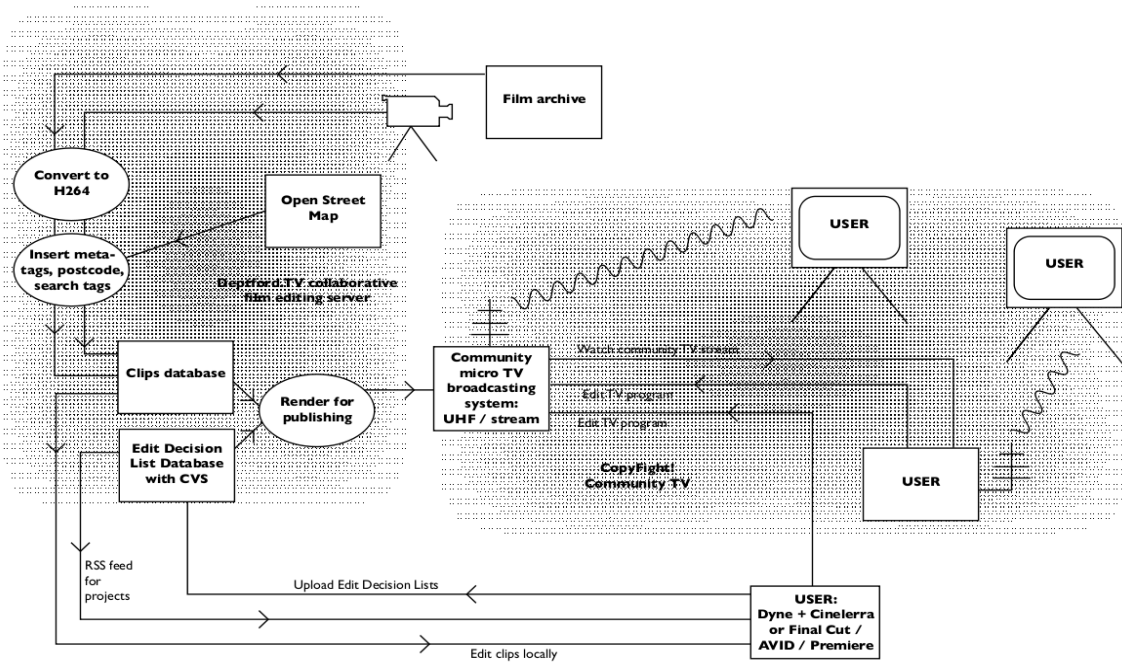 Film archive
Convert to
H264
Open Street
Map
USER
USER
Insert meta-
tags, postcode,
search tags
Deptford.TV collaborative
film editing server
Clips database
Render for
publishing
Community
micro TV
broadcasting
system:
UHF / stream
Watch community TV stream
Edit TV program
Edit TV program
Edit Decision
List Database
with CVS
CopyFight!
Community TV
USER
RSS feed
for
projects
Upload Edit Decision Lists
USER:
Dyne + Cinelerra
or Final Cut /
AVID / Premiere
Edit clips locally